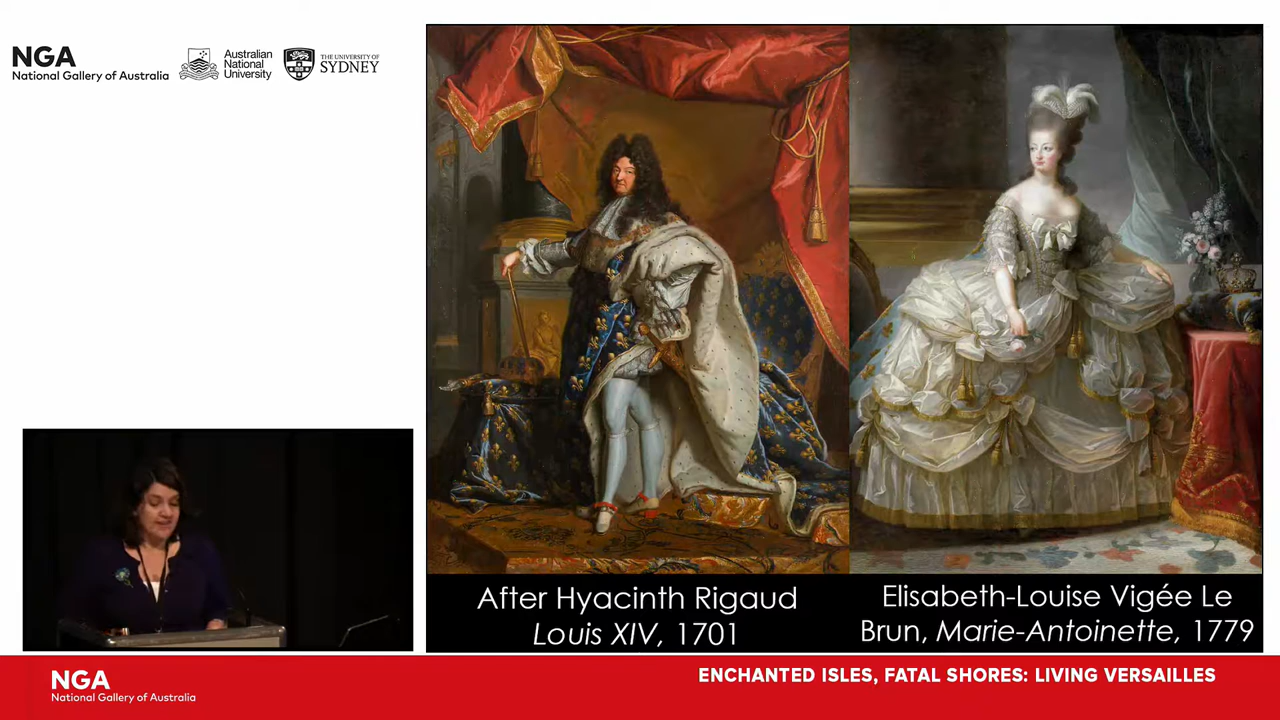 NGA
National Gallery of Australia
Australian
National
University
THE UNIVERSITY OF
SYDNEY
After Hyacinth Rigaud
Louis XIV, 1701
Elisabeth-Louise Vigée Le
Brun, Marie-Antoinette, 1779
NGA
National Gallery of Australia
ENCHANTED ISLES, FATAL SHORES: LIVING VERSAILLES